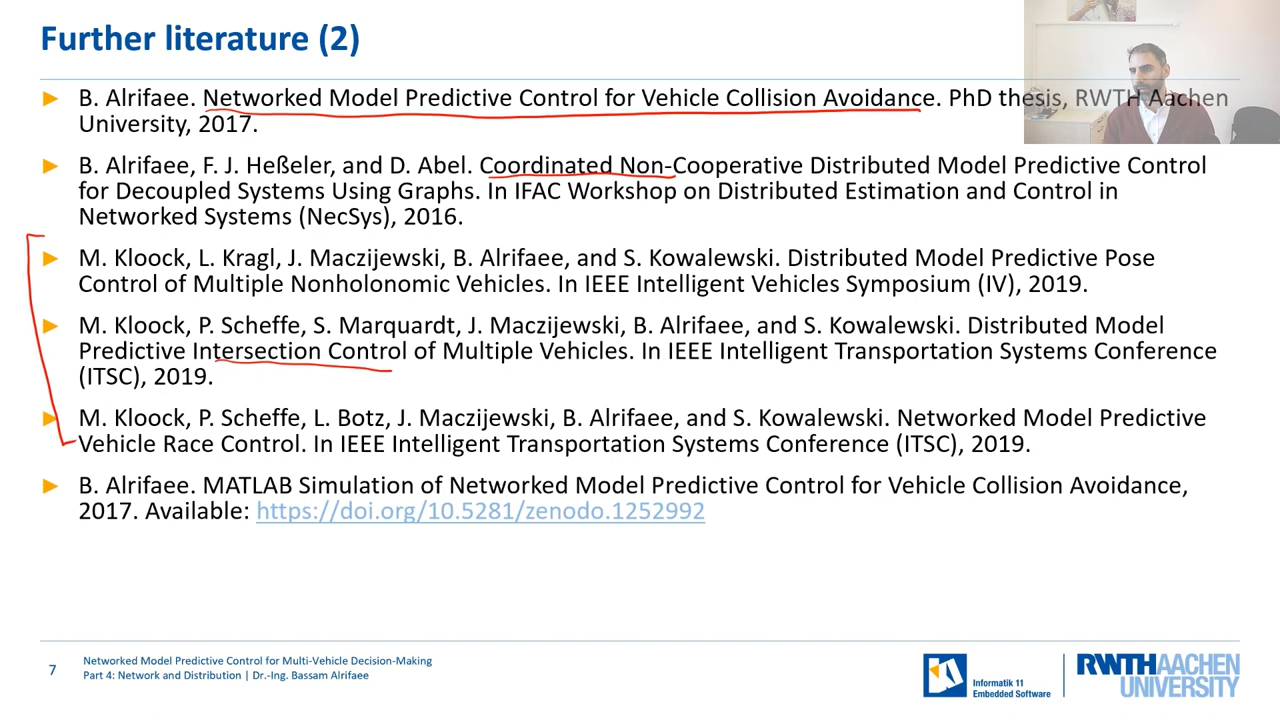 Further literature (2)
► B. Alrifaee. Networked Model Predictive Control for Vehicle Collision Avoidance. PhD thesis, RWTH Aachen
University, 2017.
► B. Alrifaee, F. J. Heßeler, and D. Abel. Coordinated Non-Cooperative Distributed Model Predictive Control
for Decoupled Systems Using Graphs. In IFAC Workshop on Distributed Estimation and Control in
Networked Systems (NecSys), 2016.
► M. Kloock, L. Kragl, J. Maczijewski, B. Alrifaee, and S. Kowalewski. Distributed Model Predictive Pose
Control of Multiple Nonholonomic Vehicles. In IEEE Intelligent Vehicles Symposium (IV), 2019.
► M. Kloock, P. Scheffe, S. Marquardt, J. Maczijewski, B. Alrifaee, and S. Kowalewski. Distributed Model
Predictive Intersection Control of Multiple Vehicles. In IEEE Intelligent Transportation Systems Conference
(ITSC), 2019.
► M. Kloock, P. Scheffe, L. Botz, J. Maczijewski, B. Alrifaee, and S. Kowalewski. Networked Model Predictive
Vehicle Race Control. In IEEE Intelligent Transportation Systems Conference (ITSC), 2019.
► B. Alrifaee. MATLAB Simulation of Networked Model Predictive Control for Vehicle Collision Avoidance,
2017. Available: https://doi.org/10.5281/zenodo.1252992
7
Networked Model Predictive Control for Multi-Vehicle Decision-Making
Part 4: Network and Distribution | Dr.-Ing. Bassam Alrifaee
Informatik 11
Embedded Software
RWTHAACHEN
UNIVERSITY